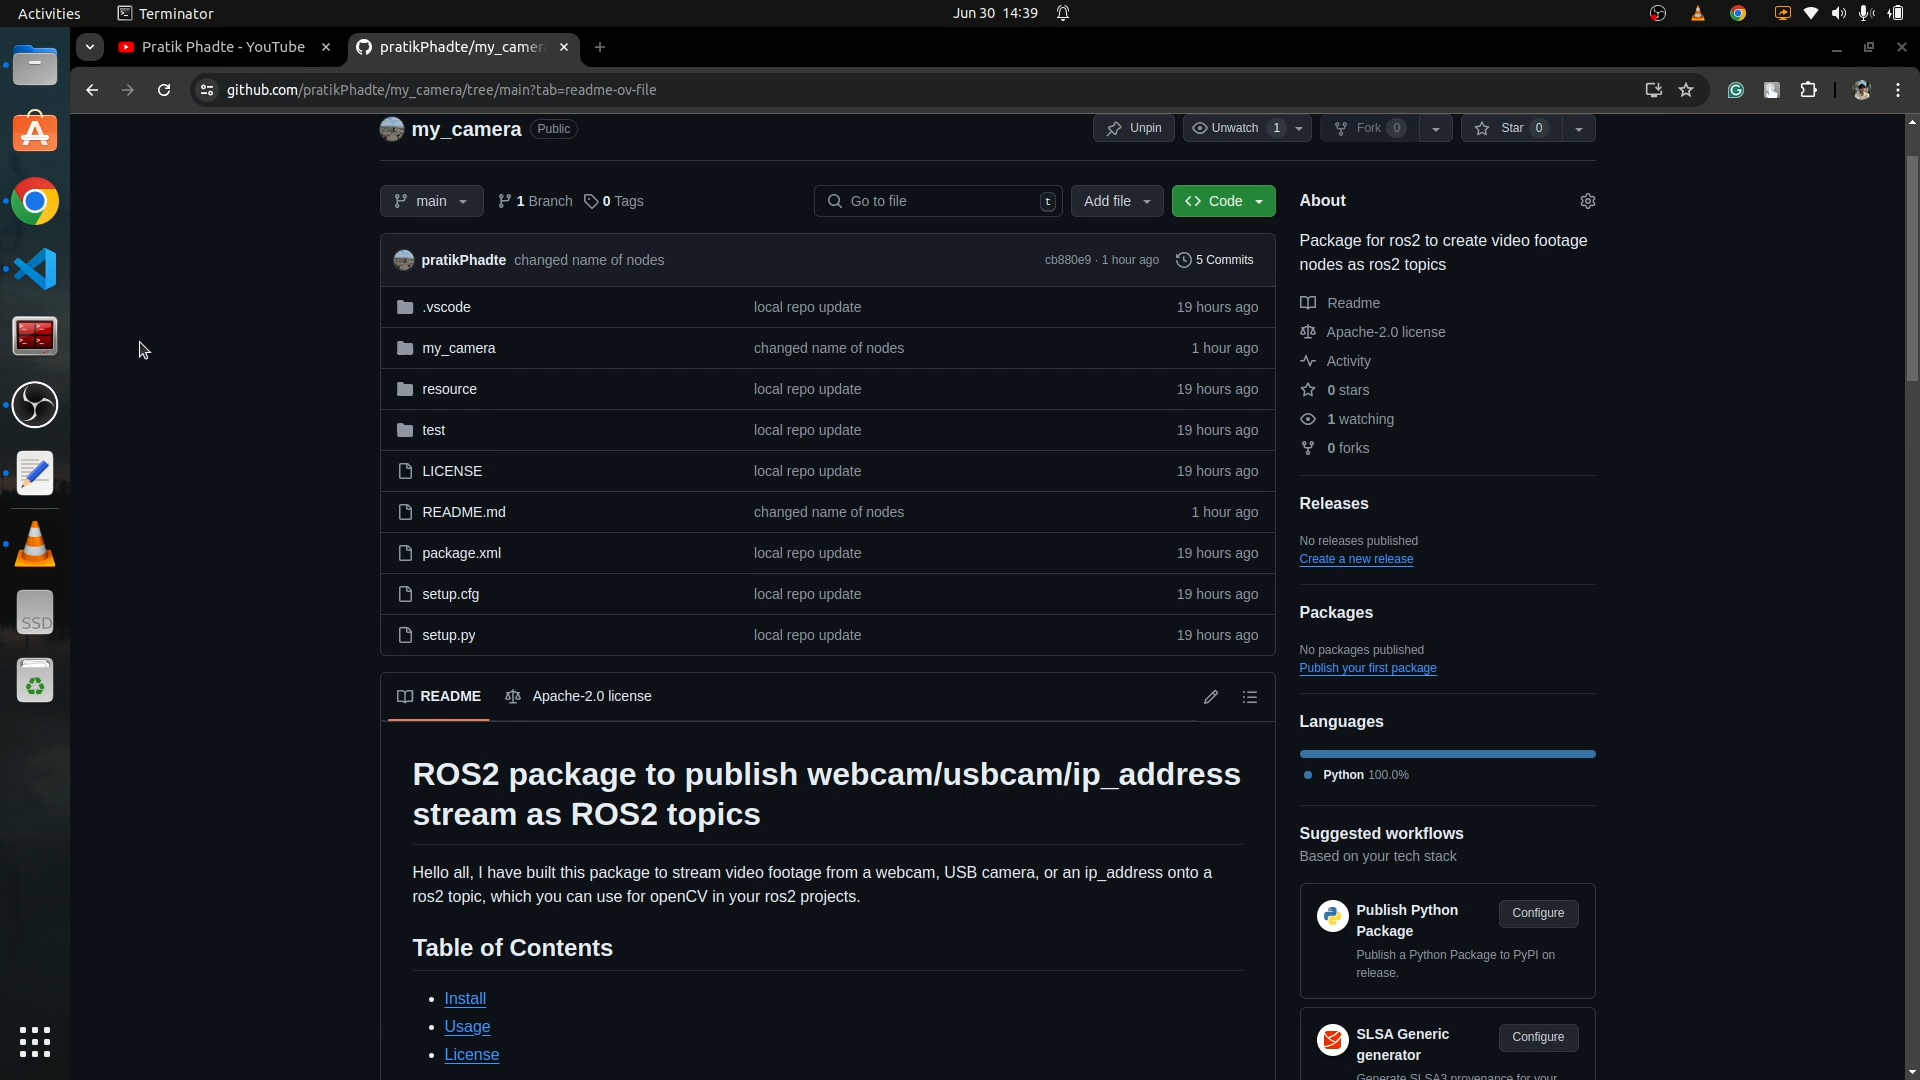 Activities Terminator Jun 30 14:39
Pratik Phadte - YouTube pratikPhadte/my_camer
github.com/pratikPhadte/my_camera/tree/main?tab=readme-ov-file
my_camera Public Unpin Unwatch 1 Fork 0 Star 0
main 1 Branch 0 Tags Go to file t Add file Code
pratikPhadte changed name of nodes cb880e9 · 1 hour ago 5 Commits
.vscode local repo update 19 hours ago
my_camera changed name of nodes 1 hour ago
resource local repo update 19 hours ago
test local repo update 19 hours ago
LICENSE local repo update 19 hours ago
README.md changed name of nodes 1 hour ago
package.xml local repo update 19 hours ago
setup.cfg local repo update 19 hours ago
setup.py local repo update 19 hours ago
README Apache-2.0 license
ROS2 package to publish webcam/usbcam/ip_address
stream as ROS2 topics
Hello all, I have built this package to stream video footage from a webcam, USB camera, or an ip_address onto a
ros2 topic, which you can use for openCV in your ros2 projects.
Table of Contents
Install
Usage
License
About
Package for ros2 to create video footage
nodes as ros2 topics
Readme
Apache-2.0 license
Activity
0 stars
1 watching
0 forks
Releases
No releases published
Create a new release
Packages
No packages published
Publish your first package
Languages
Python 100.0%
Suggested workflows
Based on your tech stack
Publish Python
Package
Configure
Publish a Python Package to PyPI on
release.
SLSA Generic
generator
Configure
Generate SLSA3 provenance for your
SSD